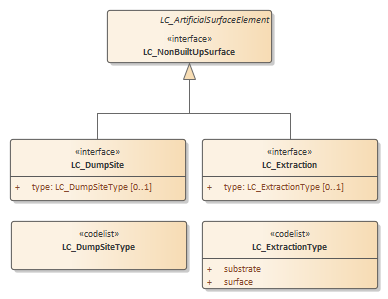 LC_ArtificialSurfaceElement
«interface»
LC_NonBuiltUpSurface
«interface»
LC_DumpSite
+ type: LC_DumpSiteType [0..1]
«interface»
LC_Extraction
+ type: LC_ExtractionType [0..1]
«codelist»
LC_DumpSiteType
«codelist»
LC_ExtractionType
+ substrate
+ surface